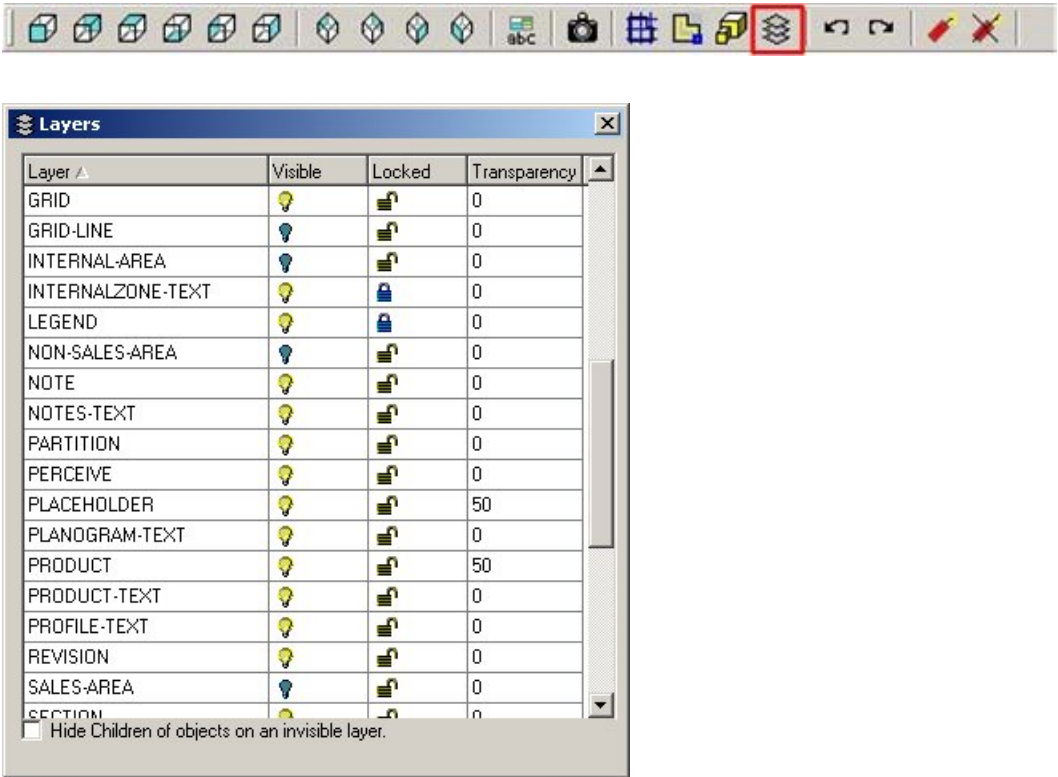 abc
Layers
Layer Visible Locked Transparency
GRID 0
GRID-LINE 0
INTERNAL-AREA 0
INTERNALZONE-TEXT 0
LEGEND 0
NON-SALES-AREA 0
NOTE 0
NOTES-TEXT 0
PARTITION 0
PERCEIVE 0
PLACEHOLDER 50
PLANOGRAM-TEXT 0
PRODUCT 50
PRODUCT-TEXT 0
PROFILE-TEXT 0
REVISION 0
SALES-AREA 0
SECTION 0
Hide Children of objects on an invisible layer.